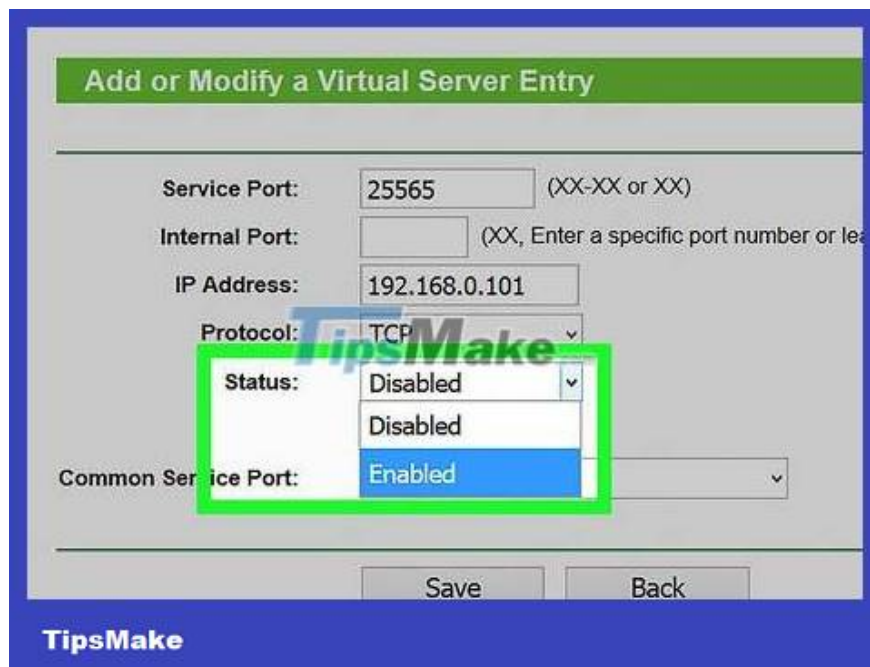 Add or Modify a Virtual Server Entry
Service Port: 25565 (XX-XX or XX)
Internal Port: (XX, Enter a specific port number or lea
IP Address: 192.168.0.101
Protocol: TCP
TipsMake
Status: Disabled
Disabled
Enabled
Common Service Port:
Save Back
TipsMake